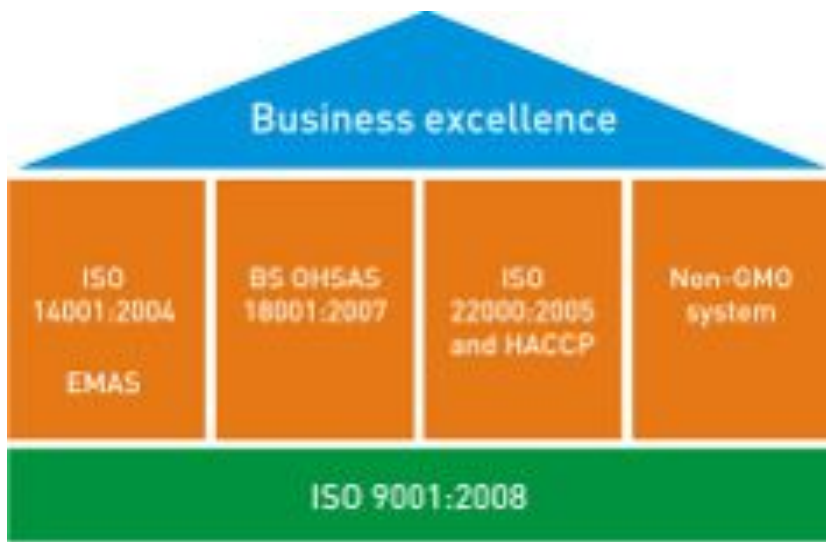 Business excellence
ISO
14001:2004
EMAS
BS OHSAS
18001:2007
ISO
22000:2005
and HACCP
Non-GMO
system
ISO 9001:2008